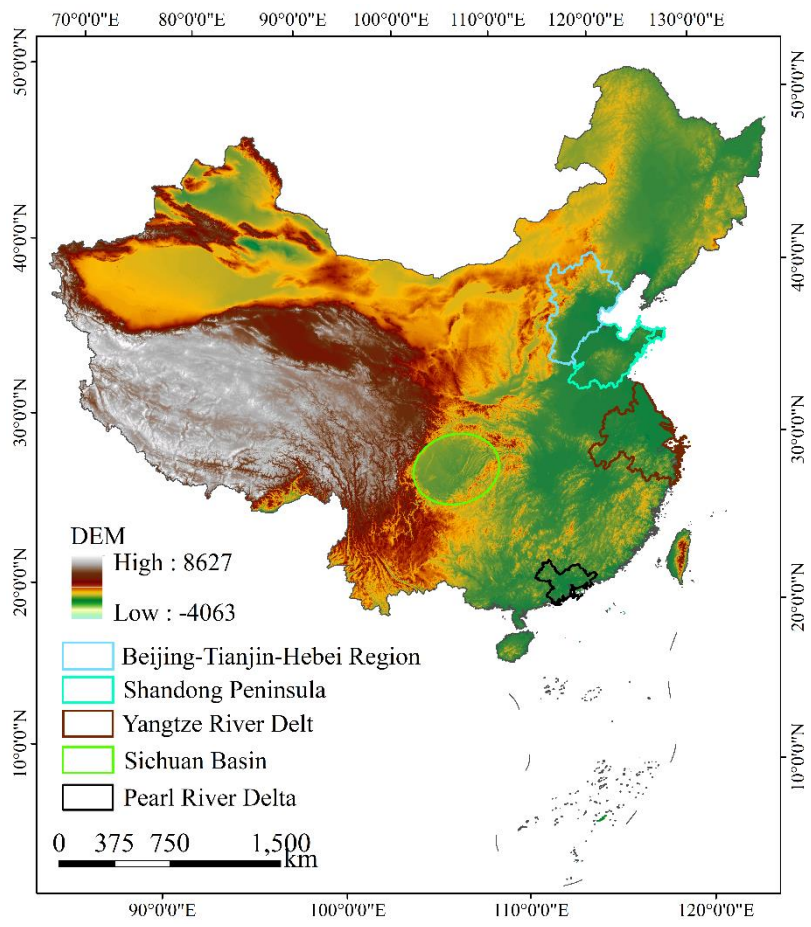 70°0'0"E 80°0'0"E 90°0'0"E 100°0'0"E 110°0'0"E 120°0'0"E 130°0'0"E
50°0'0"N
50°0'0"N
40°0'0"N
40°0'0"N
30°0'0"N
30°0'0"N
DEM
High : 8627
Low : -4063
20°0'0"N
20°0'0"N
Beijing-Tianjin-Hebei Region
Shandong Peninsula
Yangtze River Delt
Sichuan Basin
Pearl River Delta
10°0'0"N
10°0'0"N
0 375 750 1,500
km
90°0'0"E 100°0'0"E 110°0'0"E 120°0'0"E